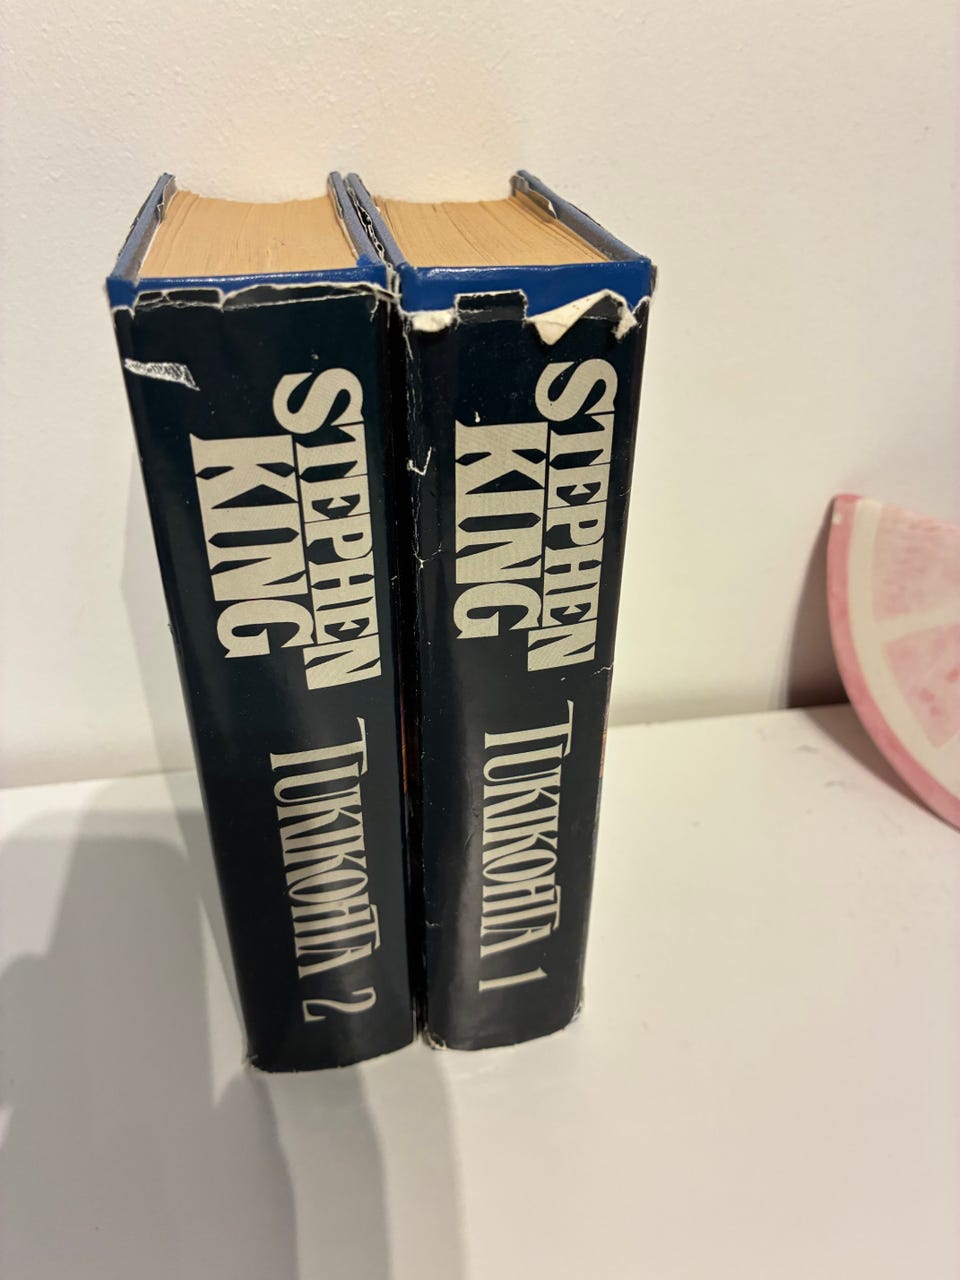 STEPHEN
KING
TUKIKOHTA 2
STEPHEN
KING
TUKIKOHTA 1